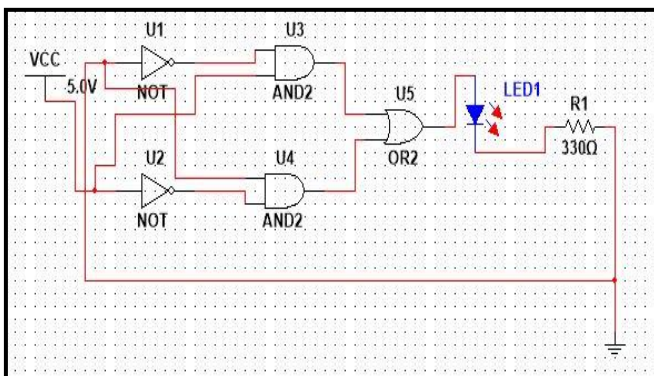 U1
U3
VCC
5.0V
NOT
AND2
U5
LED1
R1
U2
U4
OR2
330Ω
NOT
AND2